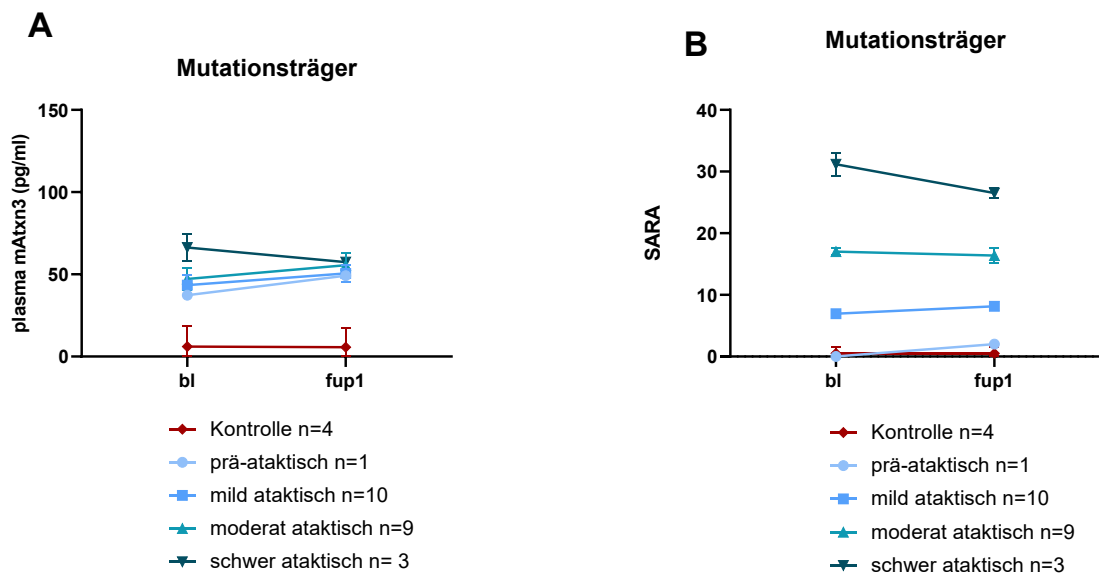 A
Mutationsträger
plasma mAtxn3 (pg/ml)
150
100
50
0
bl
fup1
Kontrolle n=4
prä-ataktisch n=1
mild ataktisch n=10
moderat ataktisch n=9
schwer ataktisch n= 3
B
Mutationsträger
SARA
40
30
20
10
0
bl
fup1
Kontrolle n=4
prä-ataktisch n=1
mild ataktisch n=10
moderat ataktisch n=9
schwer ataktisch n=3